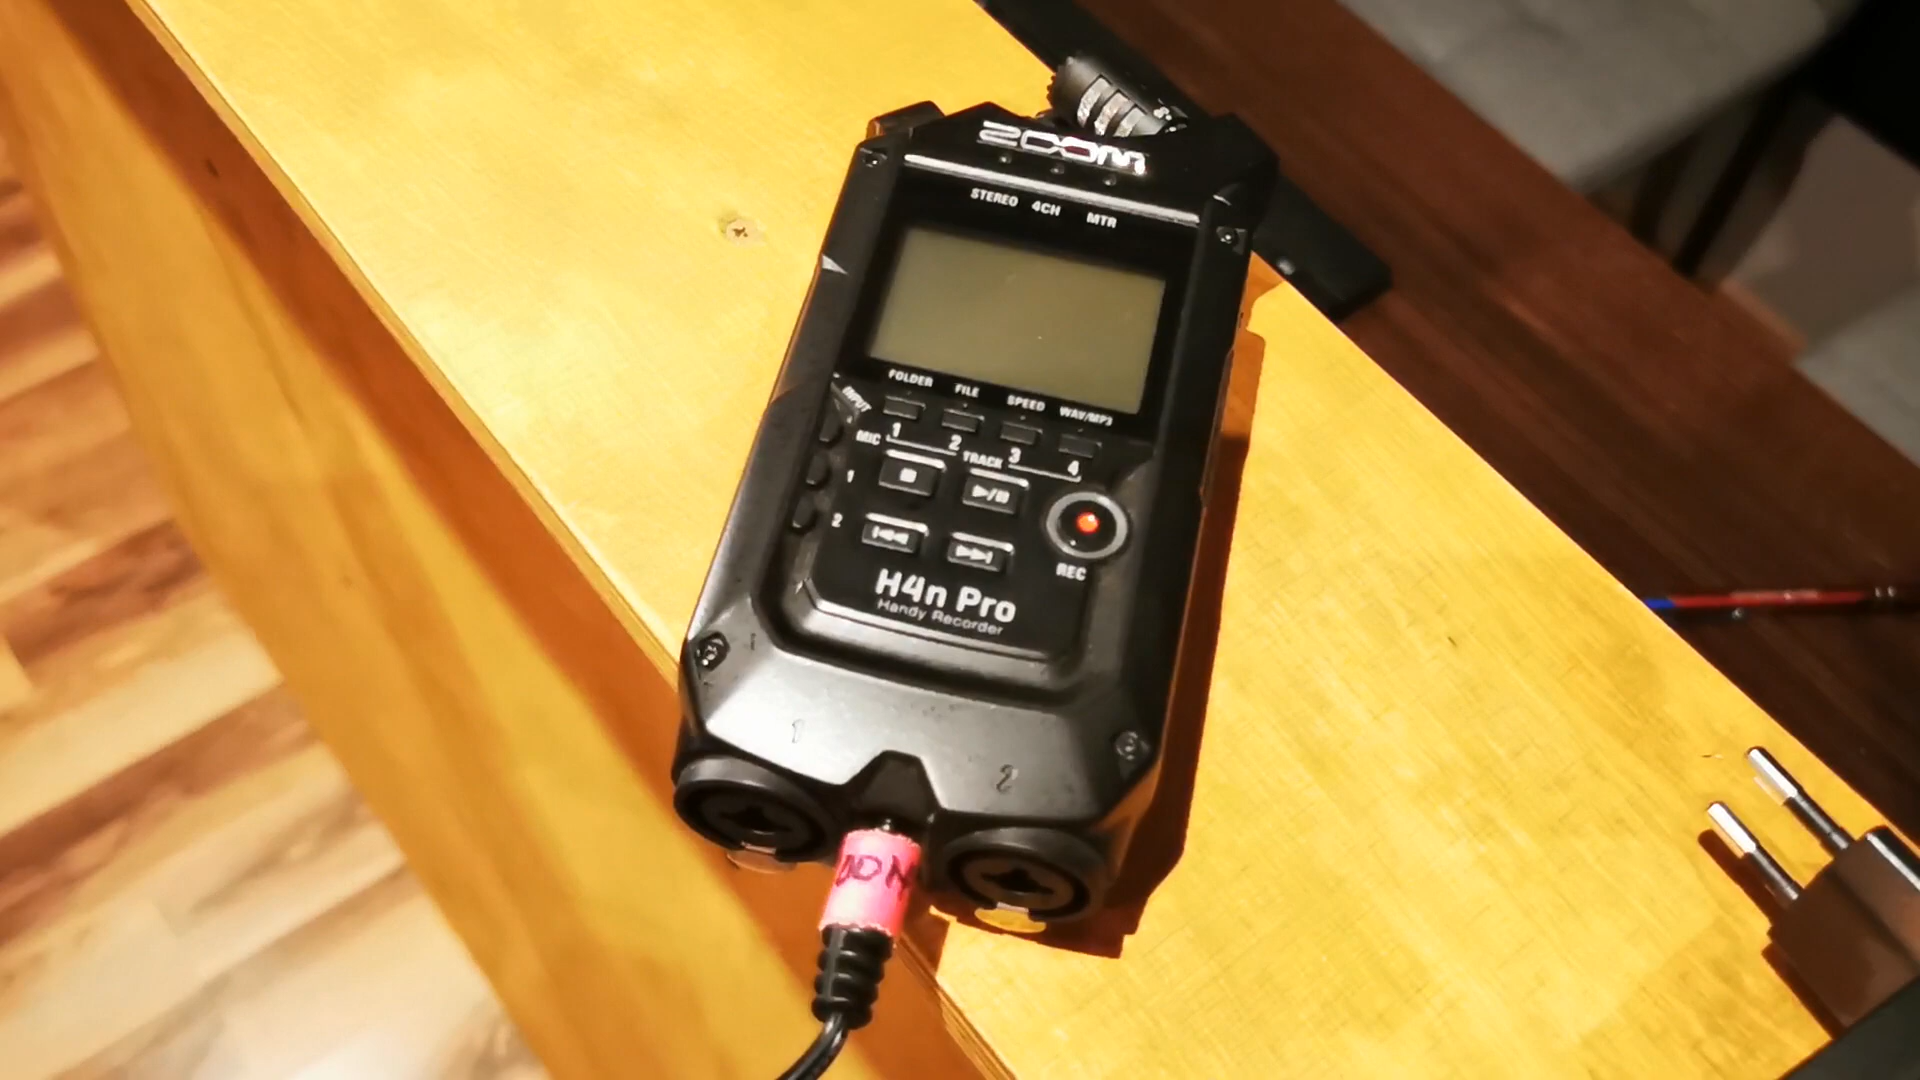 ZOOM
STEREO 4CH MTR
FOLDER FILE SPEED WAV/MP3
INPUT
MIC 1 2 TRACK 3 4
1
2
REC
H4n Pro
Handy Recorder
1 2